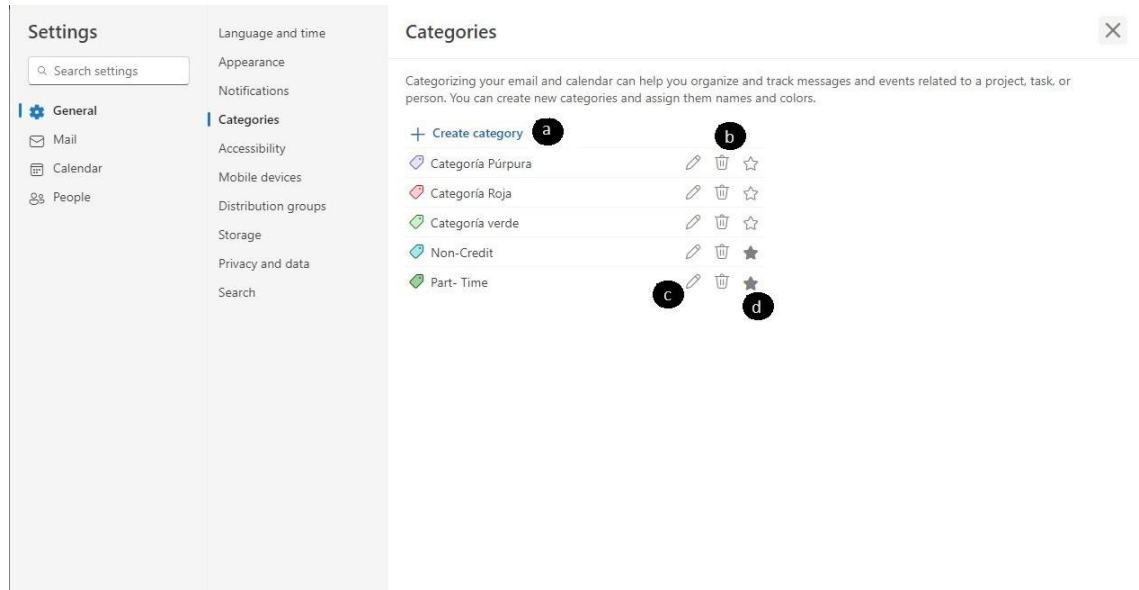 Settings
Search settings
General
Mail
Calendar
People
Language and time
Appearance
Notifications
Categories
Accessibility
Mobile devices
Distribution groups
Storage
Privacy and data
Search
Categories
Categorizing your email and calendar can help you organize and track messages and events related to a project, task, or
person. You can create new categories and assign them names and colors.
Create category a
b
Categoría Púrpura
Categoría Roja
Categoría verde
Non-Credit
Part- Time
c
d